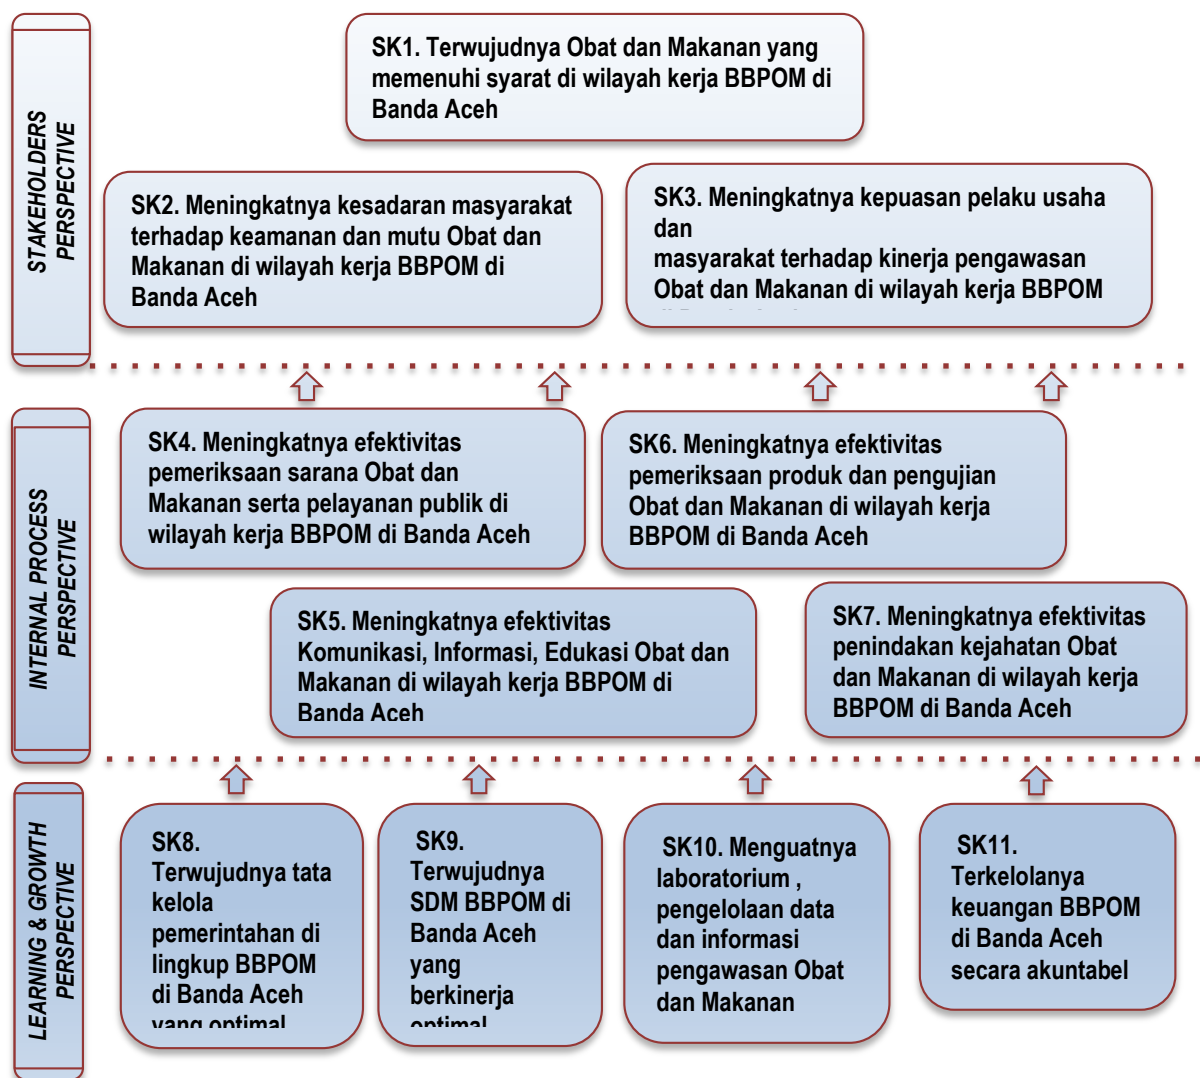 STAKEHOLDERS
PERSPECTIVE
SK1. Terwujudnya Obat dan Makanan yang
memenuhi syarat di wilayah kerja BBPOM di
Banda Aceh
SK2. Meningkatnya kesadaran masyarakat
terhadap keamanan dan mutu Obat dan
Makanan di wilayah kerja BBPOM di
Banda Aceh
SK3. Meningkatnya kepuasan pelaku usaha
dan
masyarakat terhadap kinerja pengawasan
Obat dan Makanan di wilayah kerja BBPOM
INTERNAL PROCESS
PERSPECTIVE
SK4. Meningkatnya efektivitas
pemeriksaan sarana Obat dan
Makanan serta pelayanan publik di
wilayah kerja BBPOM di Banda Aceh
SK6. Meningkatnya efektivitas
pemeriksaan produk dan pengujian
Obat dan Makanan di wilayah kerja
BBPOM di Banda Aceh
SK5. Meningkatnya efektivitas
Komunikasi, Informasi, Edukasi Obat dan
Makanan di wilayah kerja BBPOM di
Banda Aceh
SK7. Meningkatnya efektivitas
penindakan kejahatan Obat
dan Makanan di wilayah kerja
BBPOM di Banda Aceh
LEARNING & GROWTH
PERSPECTIVE
SK8.
Terwujudnya tata
kelola
pemerintahan di
lingkup BBPOM
di Banda Aceh
yang optimal
SK9.
Terwujudnya
SDM BBPOM di
Banda Aceh
yang
berkinerja
optimal
SK10. Menguatnya
laboratorium ,
pengelolaan data
dan informasi
pengawasan Obat
dan Makanan
SK11.
Terkelolanya
keuangan BBPOM
di Banda Aceh
secara akuntabel